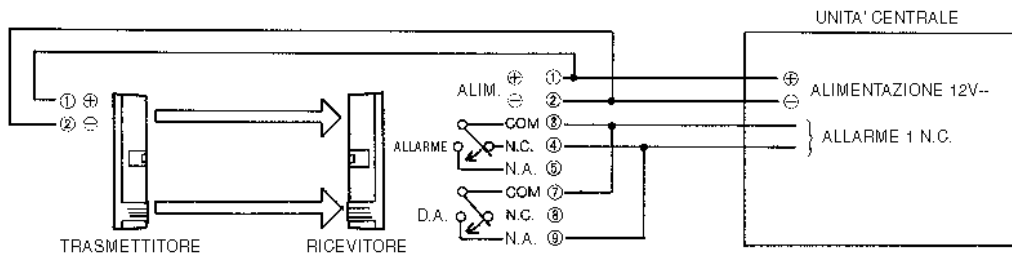 UNITA' CENTRALE
ALIM. ⊕ ①
⊖ ②
⊕ ALIMENTAZIONE 12V--
⊖
① ⊕
② ⊖
COM ③
ALLARME N.C. ④
N.A. ⑤
ALLARME 1 N.C.
COM ⑦
D.A. N.C. ⑧
N.A. ⑨
TRASMETTITORE
RICEVITORE